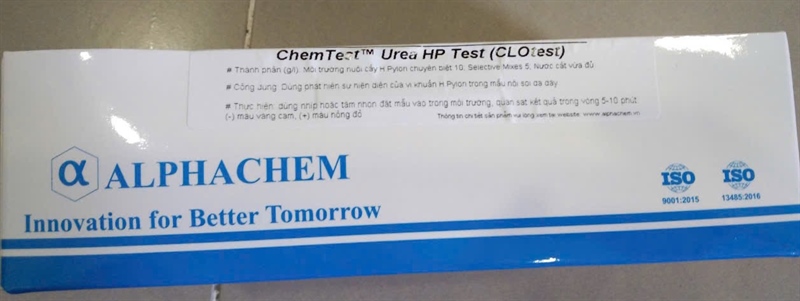 ChemTest™ Urea HP Test (CLOtest)
# Thành phần (g/l): Môi trường nuôi cấy H Pylori chuyên biệt 10, Selective Mixes 5, Nước cất vừa đủ
# Công dụng: Dùng phát hiện sự hiện diện của vi khuẩn H Pylori trong mẫu nội soi dạ dày
# Thực hiện: dùng nhíp hoặc tăm nhọn đặt mẫu vào trong môi trường, quan sát kết quả trong vòng 5-10 phút
(-) màu vàng cam, (+) màu hồng đỏ Thông tin chi tiết sản phẩm vui lòng xem tại website: www.alphachem.vn
α ALPHACHEM
Innovation for Better Tomorrow
ISO ISO
9001:2015 13485:2016